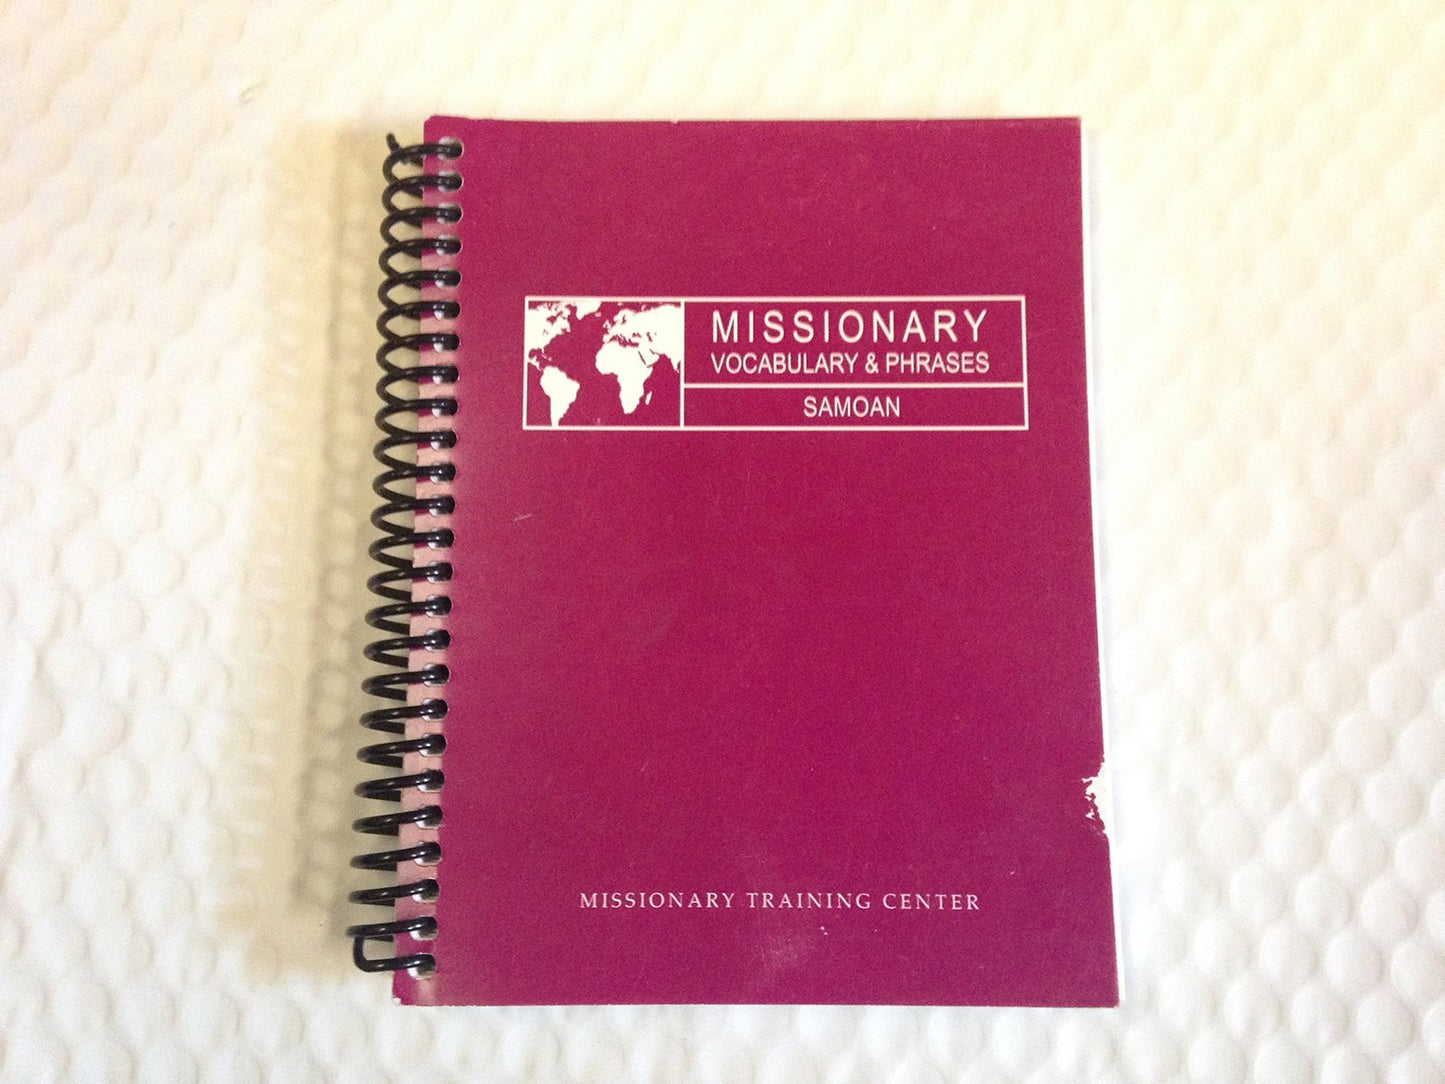 MISSIONARY
VOCABULARY & PHRASES
SAMOAN
MISSIONARY TRAINING CENTER